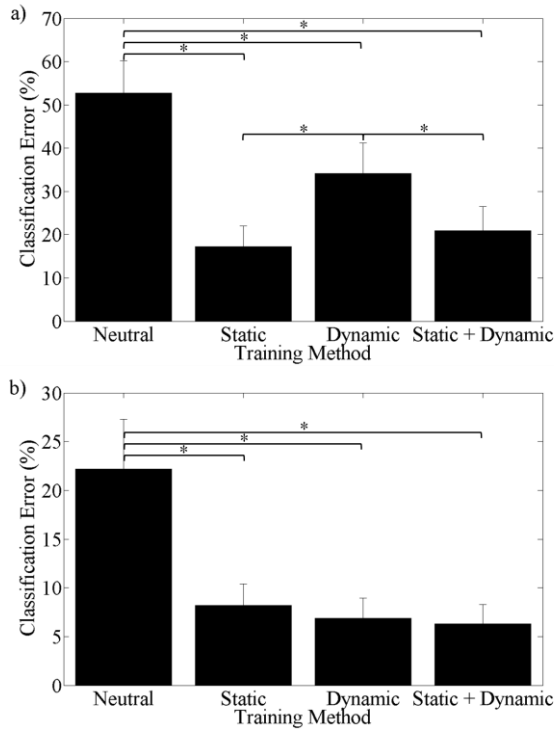 a)
70
60
50
40
30
20
10
0
Classification Error (%)
* * * * *
Neutral Static Dynamic Static + Dynamic
Training Method
b)
30
25
20
15
10
5
0
Classification Error (%)
* * *
Neutral Static Dynamic Static + Dynamic
Training Method